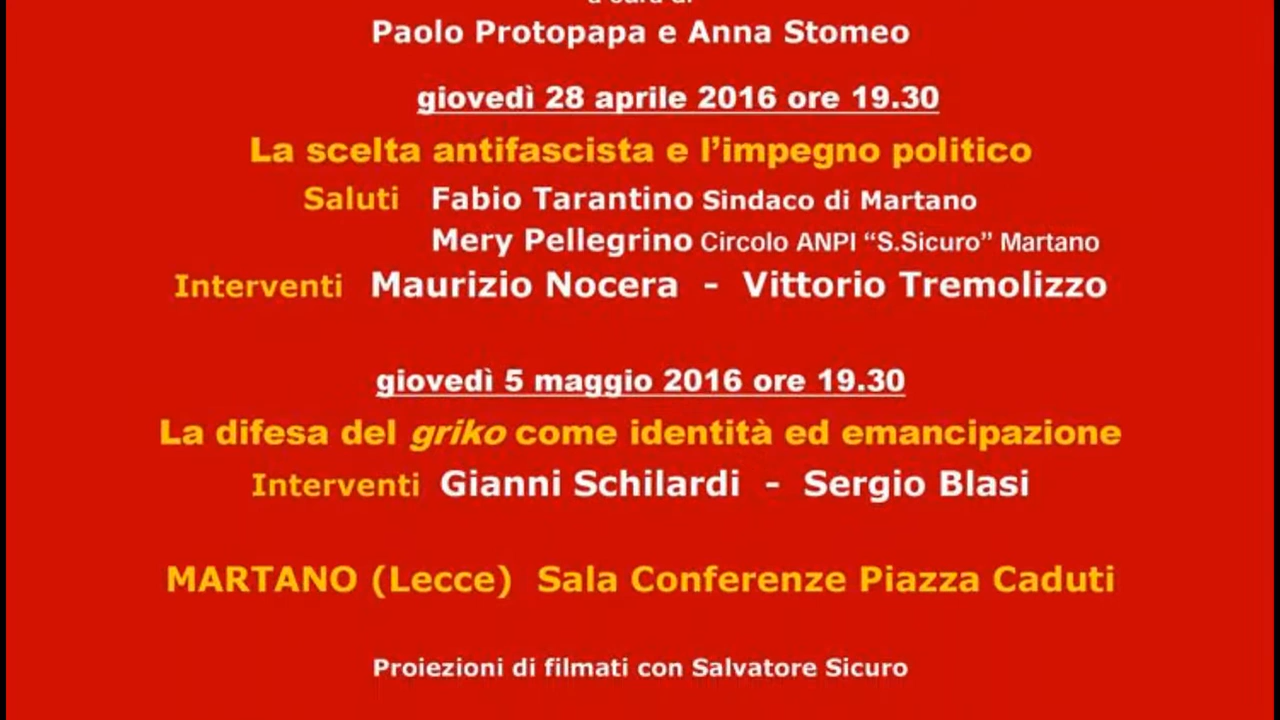 a cura di
Paolo Protopapa e Anna Stomeo
giovedì 28 aprile 2016 ore 19.30
La scelta antifascista e l’impegno politico
Saluti Fabio Tarantino Sindaco di Martano
Mery Pellegrino Circolo ANPI “S.Sicuro” Martano
Interventi Maurizio Nocera - Vittorio Tremolizzo
giovedì 5 maggio 2016 ore 19.30
La difesa del griko come identità ed emancipazione
Interventi Gianni Schilardi - Sergio Blasi
MARTANO (Lecce) Sala Conferenze Piazza Caduti
Proiezioni di filmati con Salvatore Sicuro